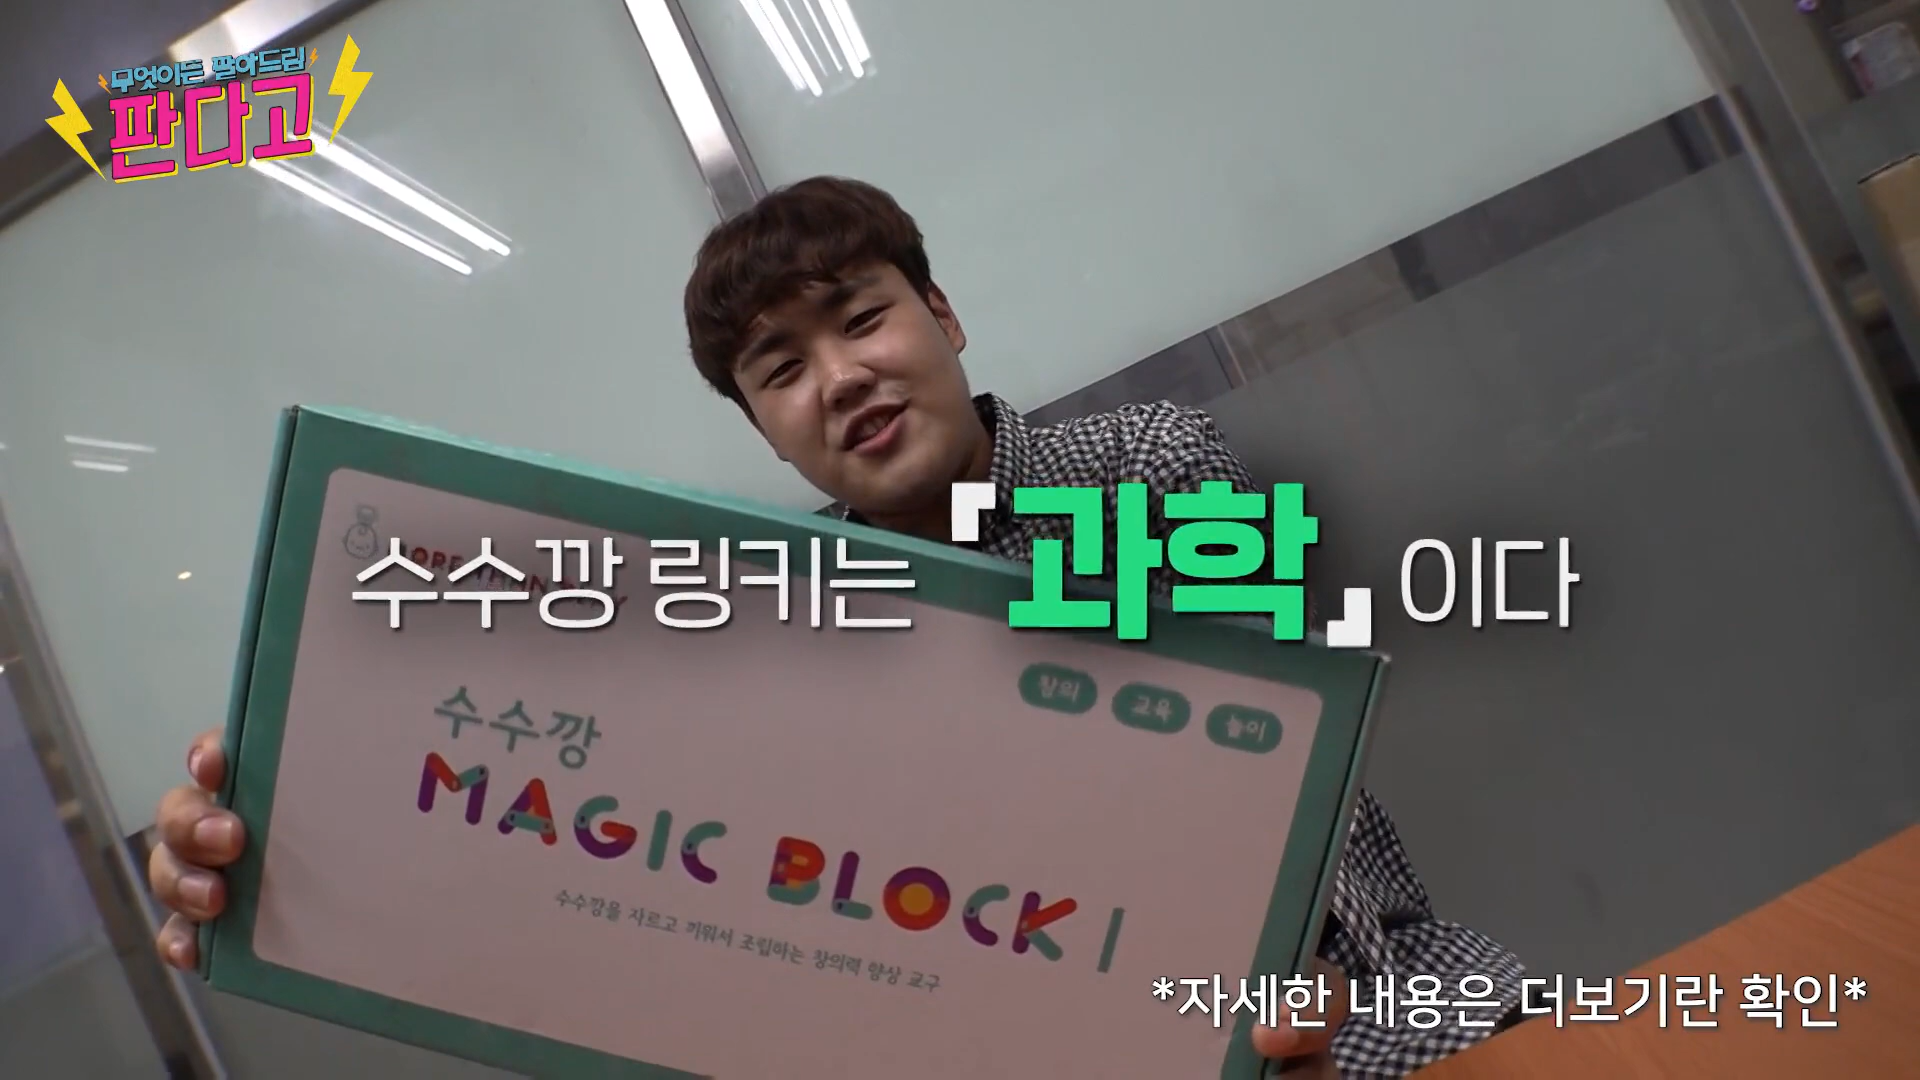 무엇이든 팔아드림
판다고
수수깡 링키는 「과학」이다
창의 교육 놀이
수수깡
MAGIC BLOCK
수수깡을 자르고 끼워서 조립하는 창의력 향상 교구
*자세한 내용은 더보기란 확인*